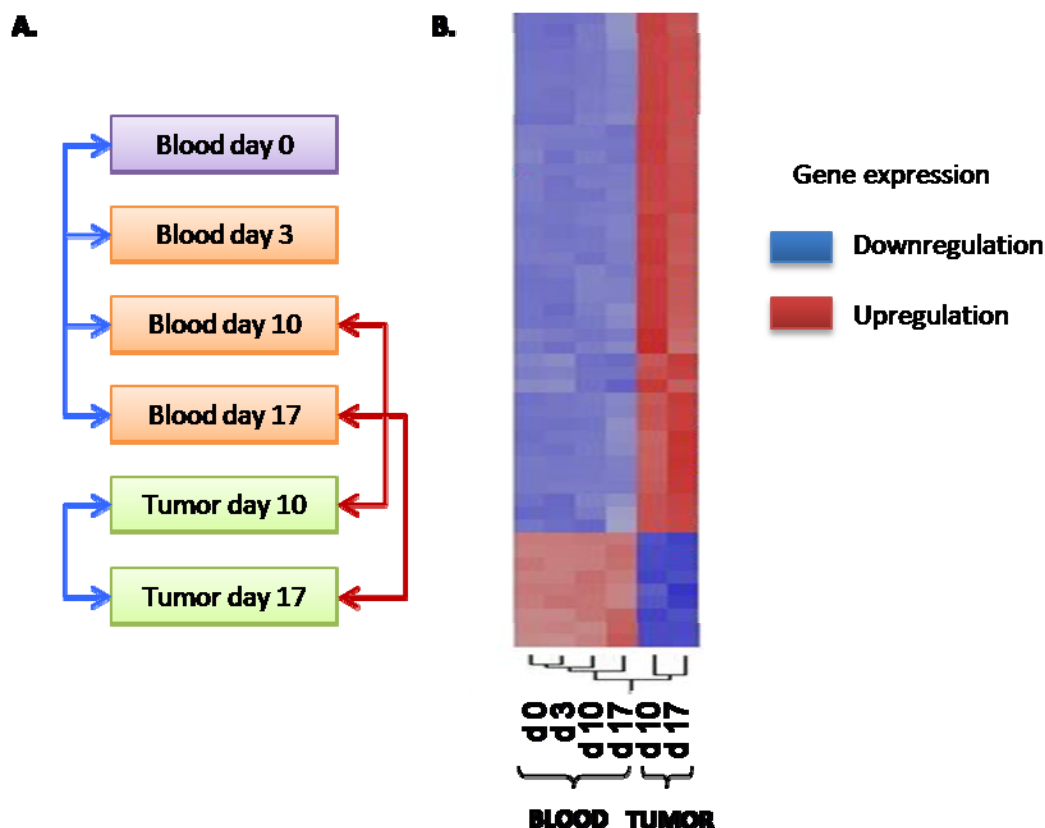 A.
B.
Blood day 0
Blood day 3
Blood day 10
Blood day 17
Tumor day 10
Tumor day 17
Gene expression
Downregulation
Upregulation
d0
d3
d10
d17
d10
d17
BLOOD
TUMOR